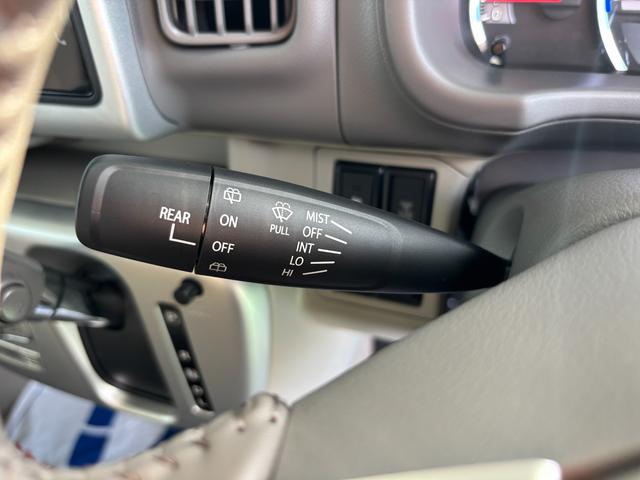 REAR
ON
OFF
PULL
MIST
OFF
INT
LO
HI